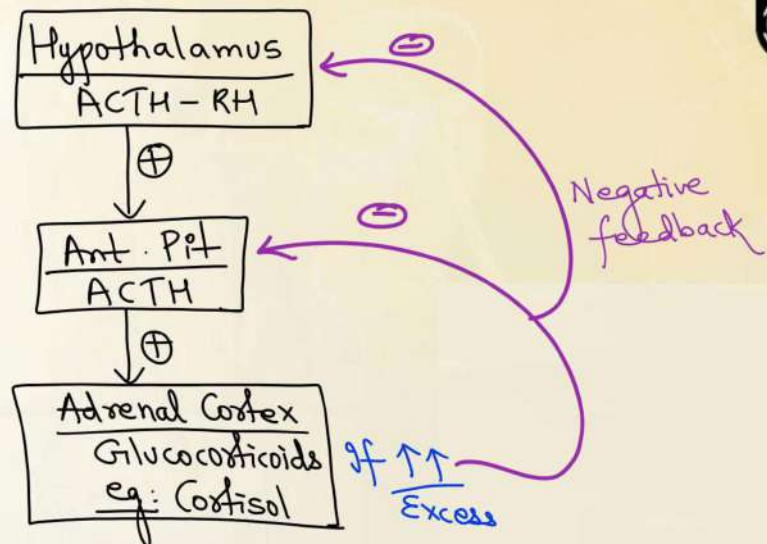 Hypothalamus
ACTH - RH
⊕
Ant. Pit
ACTH
⊕
Adrenal Cortex
Glucocorticoids
eg: Cortisol
If ↑↑
Excess
⊖
⊖
Negative
feedback